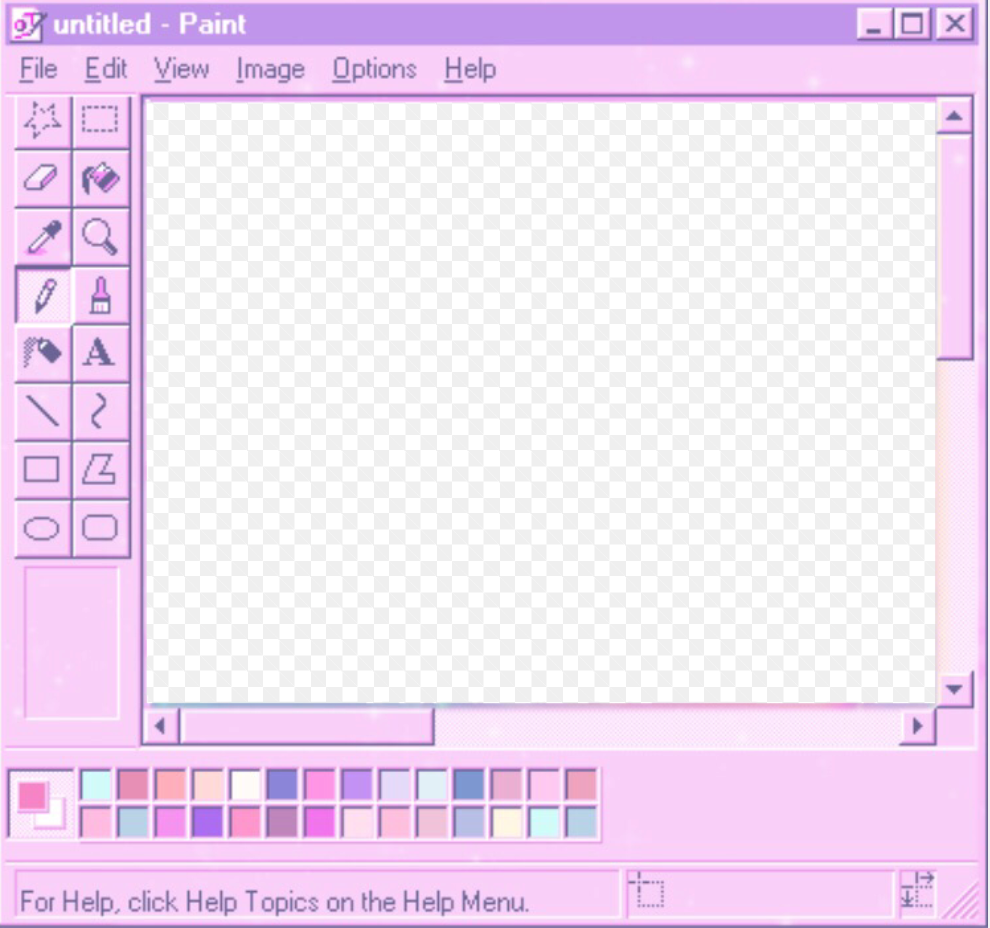 untitled - Paint
File Edit View Image Options Help
A
For Help, click Help Topics on the Help Menu.